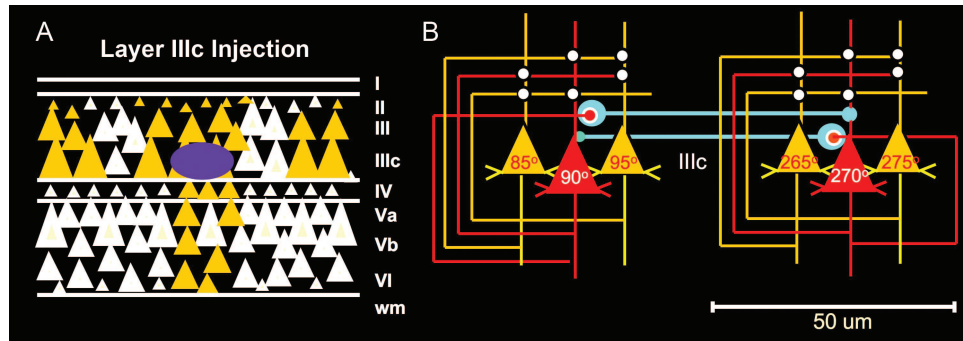 A
Layer IIIc Injection
I
II
III
IIIc
IV
Va
Vb
VI
wm
B
85º 90º 95º
IIIc
265º 270º 275º
50 um